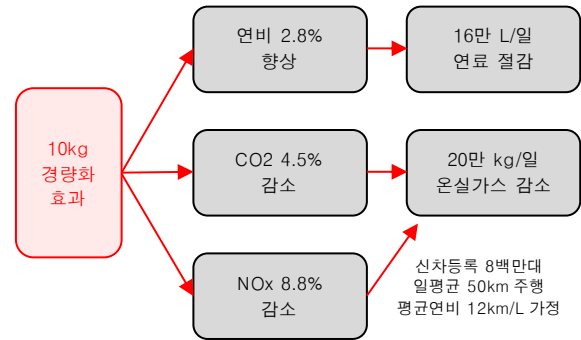 10kg
경량화
효과
연비 2.8%
향상
16만 L/일
연료 절감
CO2 4.5%
감소
20만 kg/일
온실가스 감소
NOx 8.8%
감소
신차등록 8백만대
일평균 50km 주행
평균연비 12km/L 가정